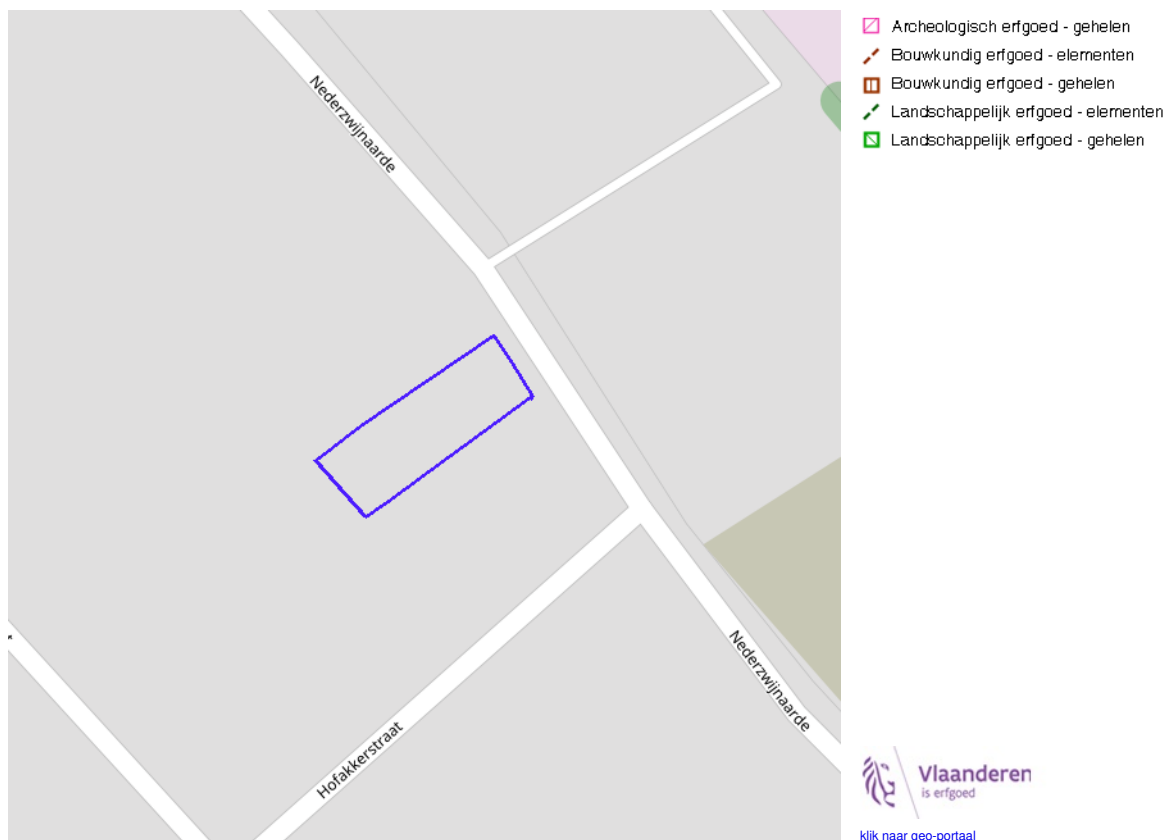 Nederzwijnaarde
Nederzwijnaarde
Hofakkerstraat
Archeologisch erfgoed - gehelen
Bouwkundig erfgoed - elementen
Bouwkundig erfgoed - gehelen
Landschappelijk erfgoed - elementen
Landschappelijk erfgoed - gehelen
Vlaanderen
is erfgoed
klik naar geo-portaal